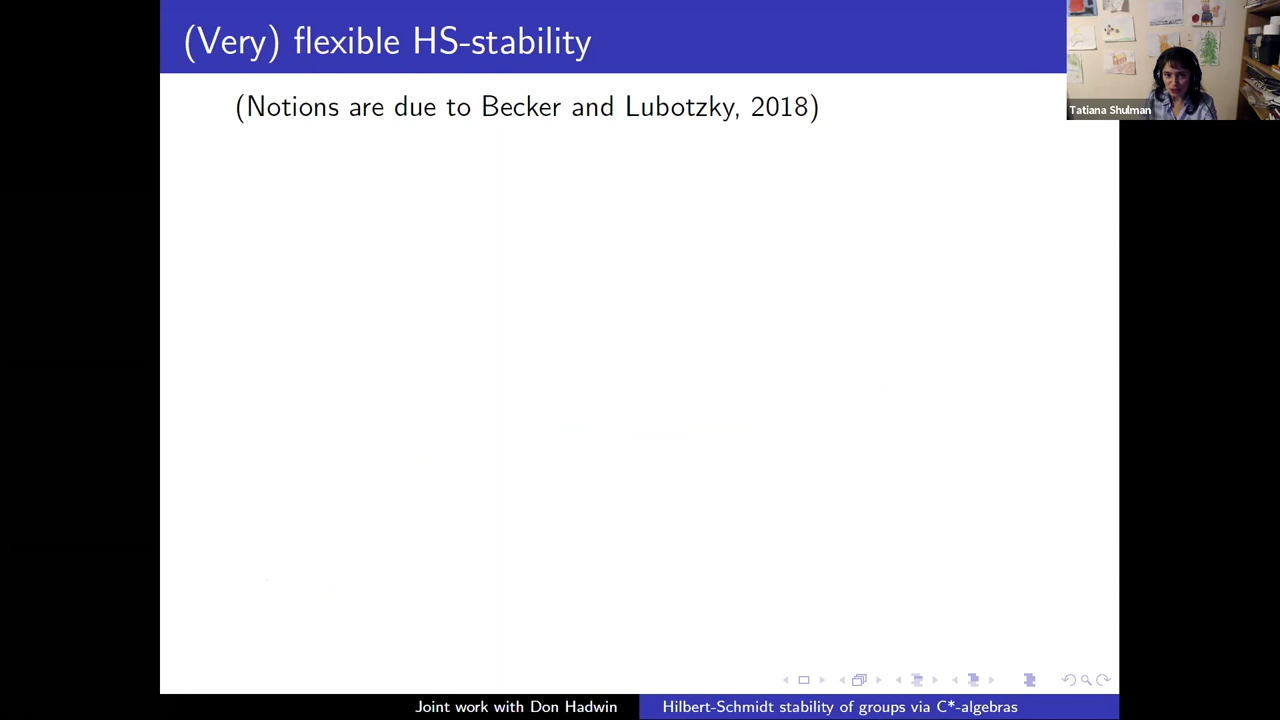 (Very) flexible HS-stability
Tatiana Shulman
(Notions are due to Becker and Lubotzky, 2018)
Joint work with Don Hadwin
Hilbert-Schmidt stability of groups via C*-algebras